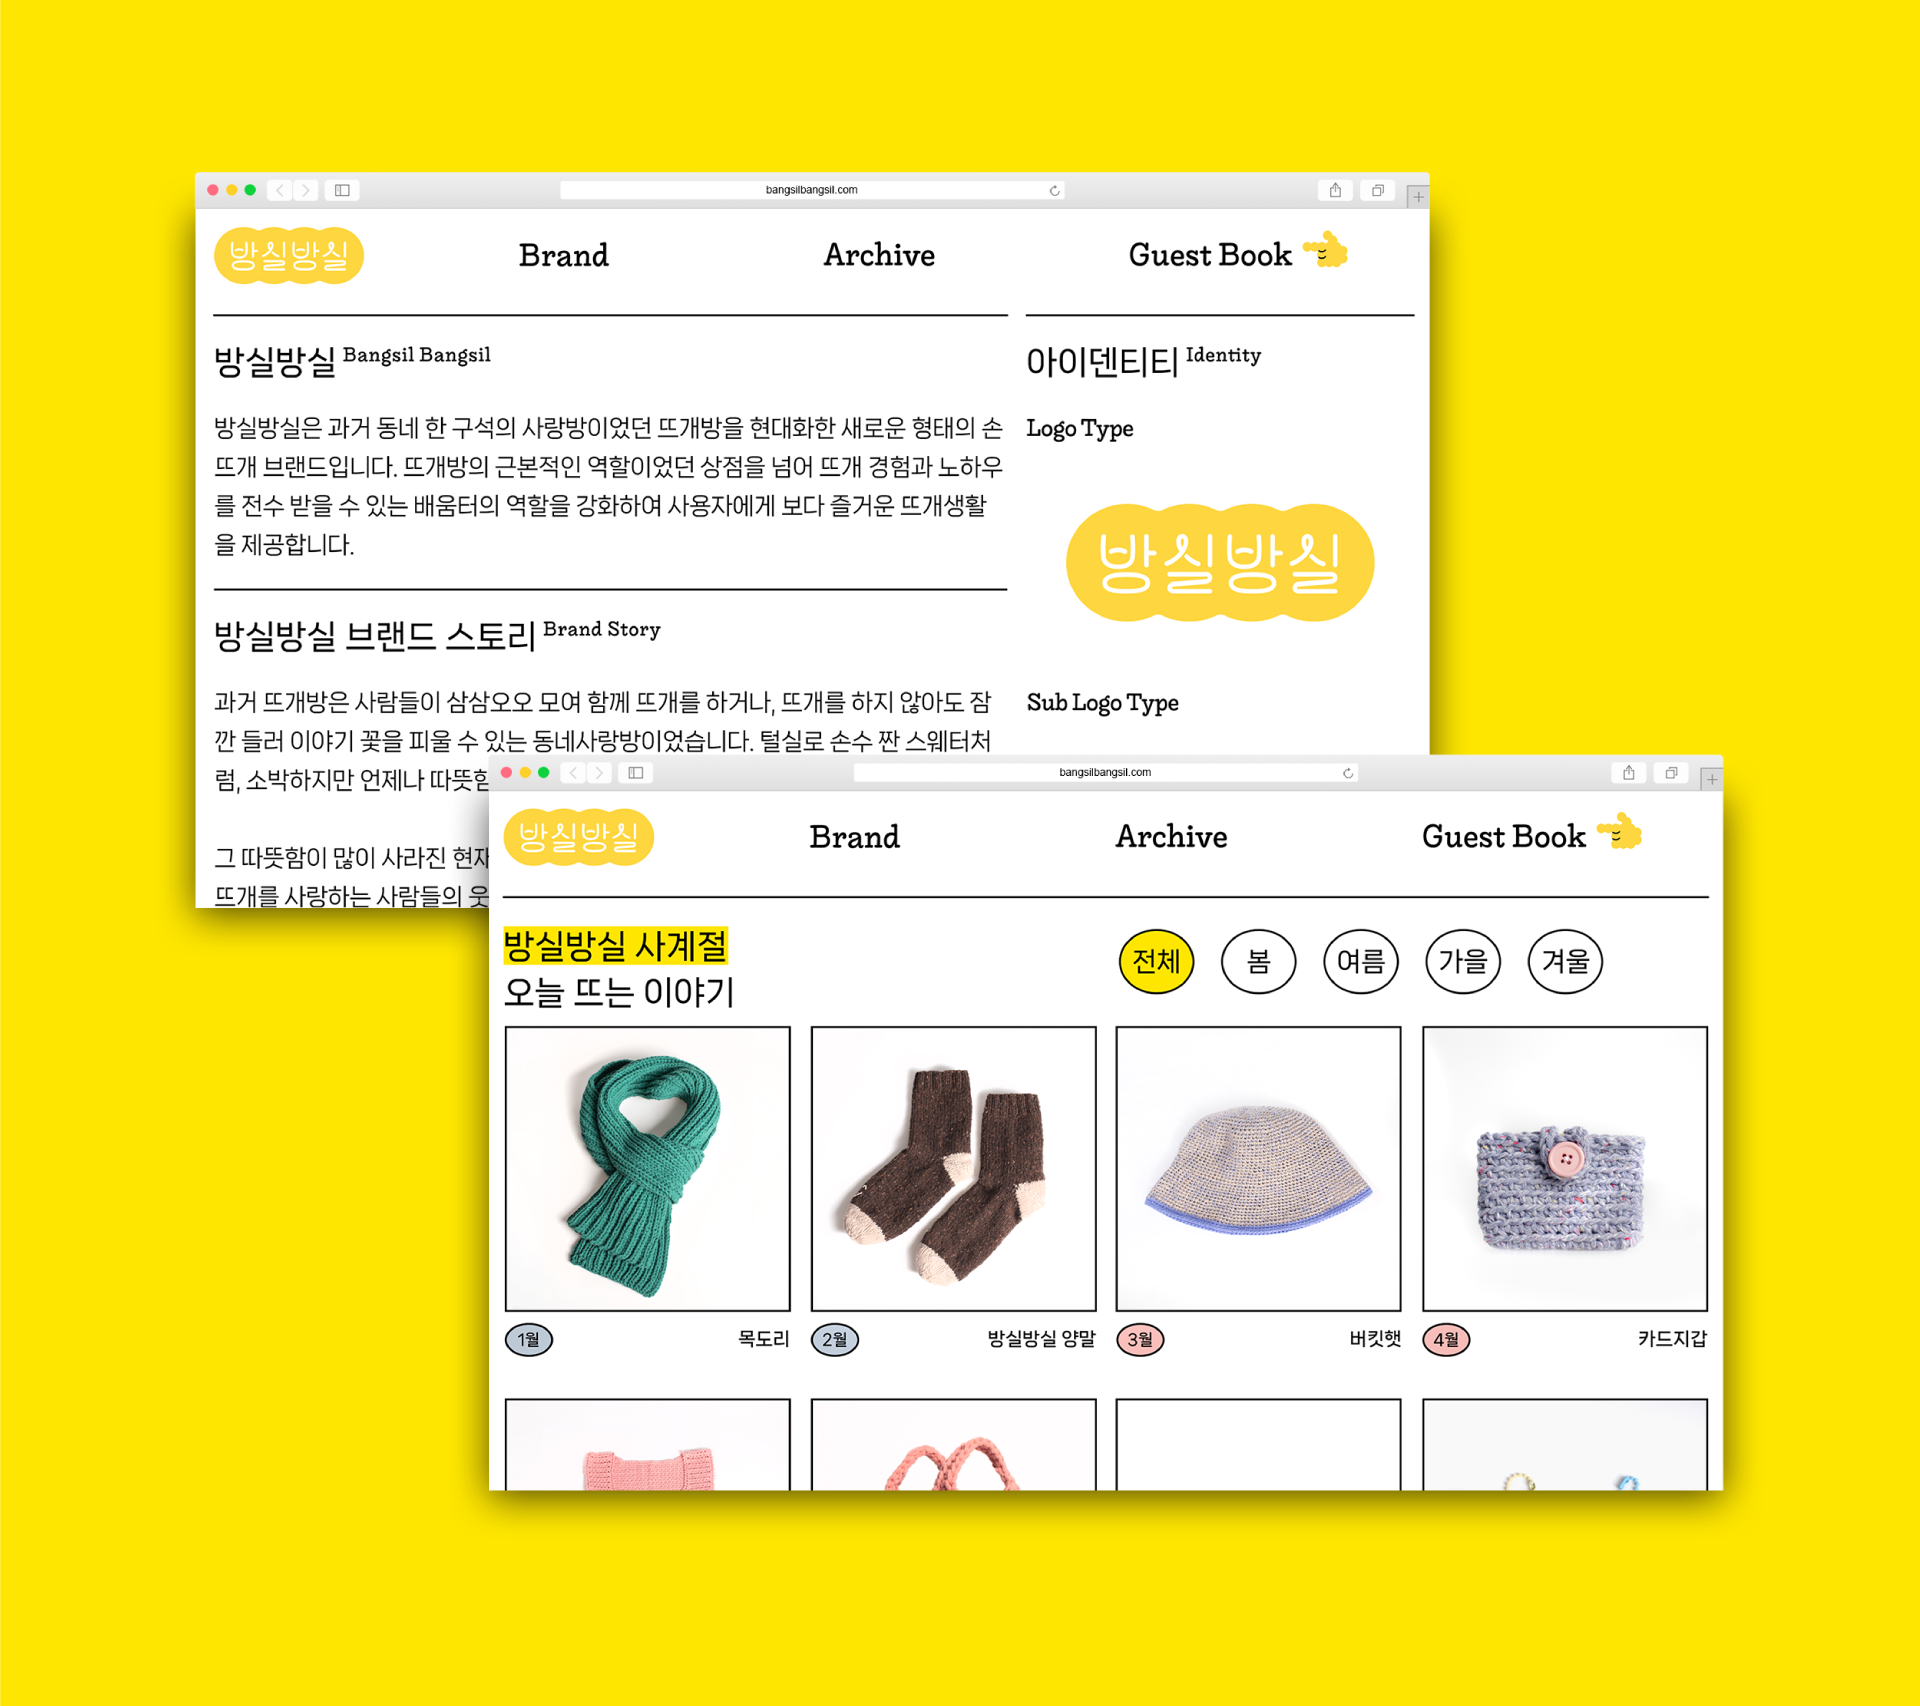 bangsilbangsil.com
방실방실 Brand Archive Guest Book
방실방실 Bangsil Bangsil
방실방실은 과거 동네 한 구석의 사랑방이었던 뜨개방을 현대화한 새로운 형태의 손
뜨개 브랜드입니다. 뜨개방의 근본적인 역할이었던 상점을 넘어 뜨개 경험과 노하우
를 전수 받을 수 있는 배움터의 역할을 강화하여 사용자에게 보다 즐거운 뜨개생활
을 제공합니다.
방실방실 브랜드 스토리 Brand Story
과거 뜨개방은 사람들이 삼삼오오 모여 함께 뜨개를 하거나, 뜨개를 하지 않아도 잠
깐 들러 이야기 꽃을 피울 수 있는 동네사랑방이었습니다. 털실로 손수 짠 스웨터처
럼, 소박하지만 언제나 따뜻함
그 따뜻함이 많이 사라진 현재
뜨개를 사랑하는 사람들의 웃
아이덴티티 Identity
Logo Type
방실방실
Sub Logo Type
bangsilbangsil.com
방실방실 Brand Archive Guest Book
방실방실 사계절
오늘 뜨는 이야기
전체 봄 여름 가을 겨울
1월 목도리
2월 방실방실 양말
3월 버킷햇
4월 카드지갑